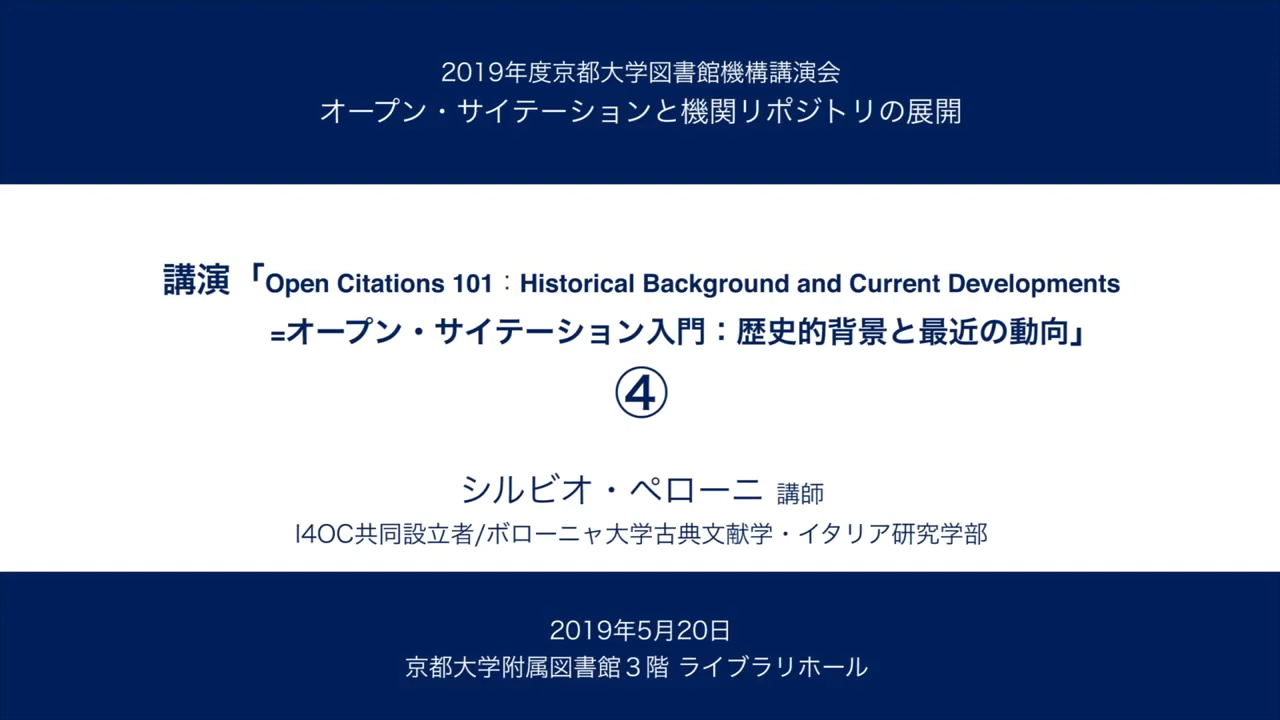 2019年度京都大学図書館機構講演会
オープン・サイテーションと機関リポジトリの展開
講演「Open Citations 101：Historical Background and Current Developments
=オープン・サイテーション入門：歴史的背景と最近の動向」
④
シルビオ・ペローニ 講師
I4OC共同設立者/ボローニャ大学古典文献学・イタリア研究学部
2019年5月20日
京都大学附属図書館３階 ライブラリホール